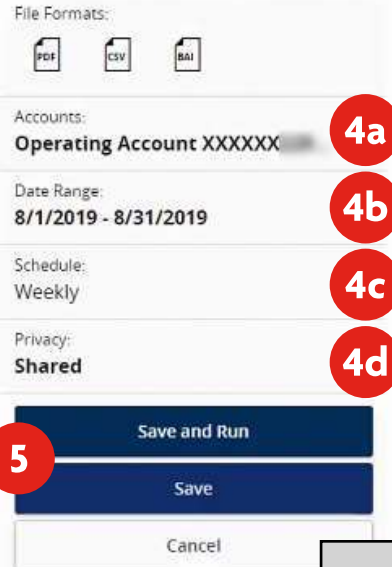 File Formats:
PDF CSV BAI
Accounts:
Operating Account XXXXXX
4a
Date Range:
8/1/2019 - 8/31/2019
4b
Schedule:
Weekly
4c
Privacy:
Shared
4d
5
Save and Run
Save
Cancel